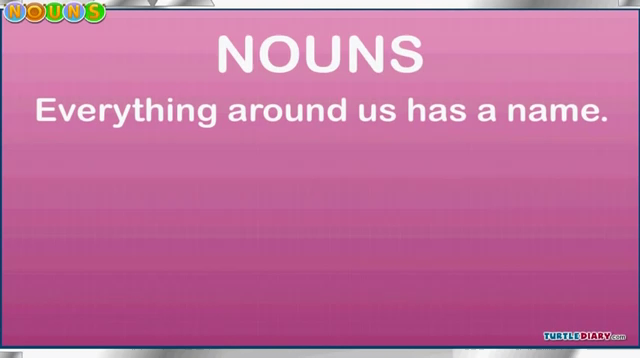 NOUNS
NOUNS
Everything around us has a name.
TURTLEDIARY.com